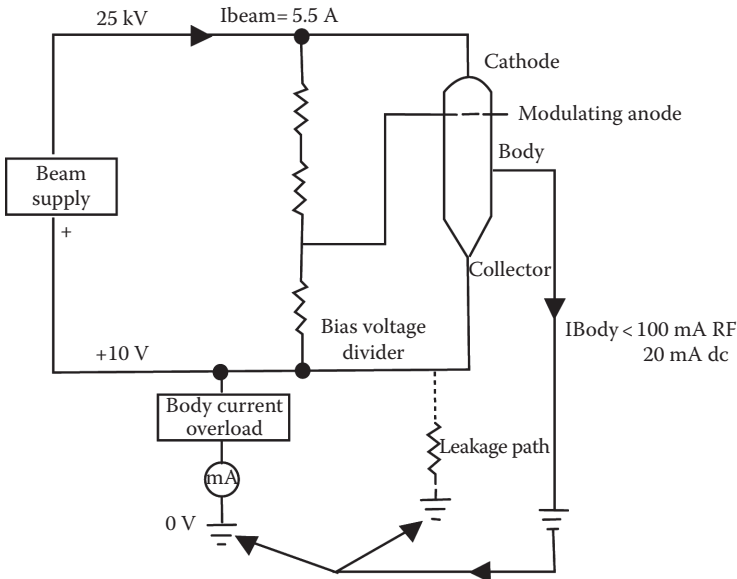 25 kV
Ibeam= 5.5 A
Cathode
Modulating anode
Body
Beam
supply
+
Collector
Bias voltage
divider
+10 V
IBody < 100 mA RF
20 mA dc
Body current
overload
Leakage path
mA
0 V